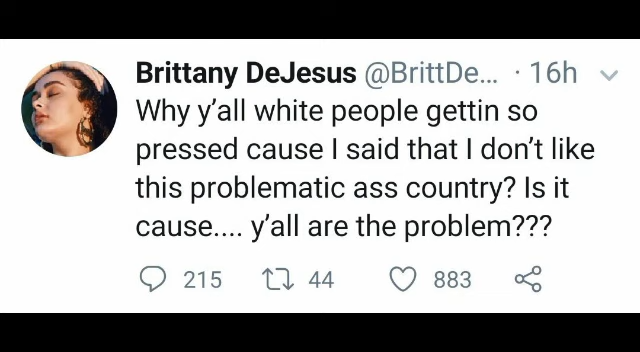 Brittany DeJesus @BrittDe... · 16h
Why y’all white people gettin so
pressed cause I said that I don’t like
this problematic ass country? Is it
cause.... y’all are the problem???
215 44 883